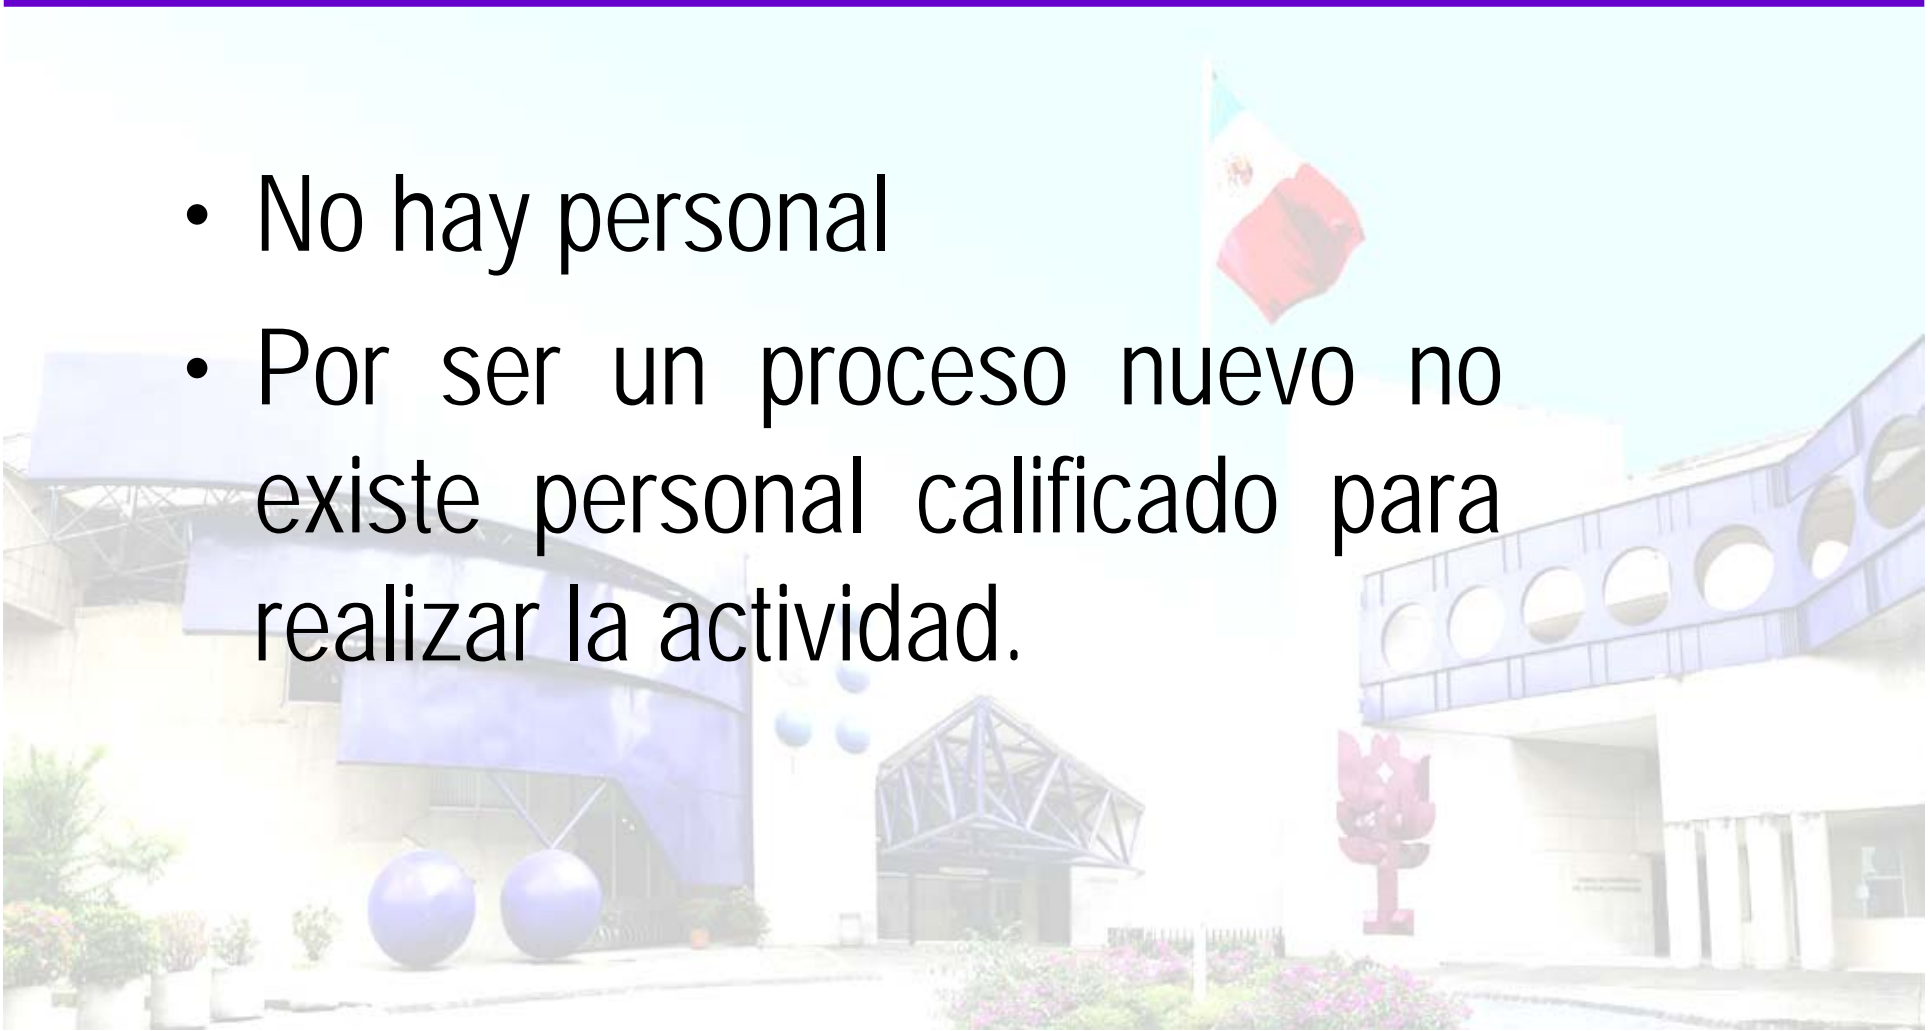 • No hay personal
• Por ser un proceso nuevo no
existe personal calificado para
realizar la actividad.